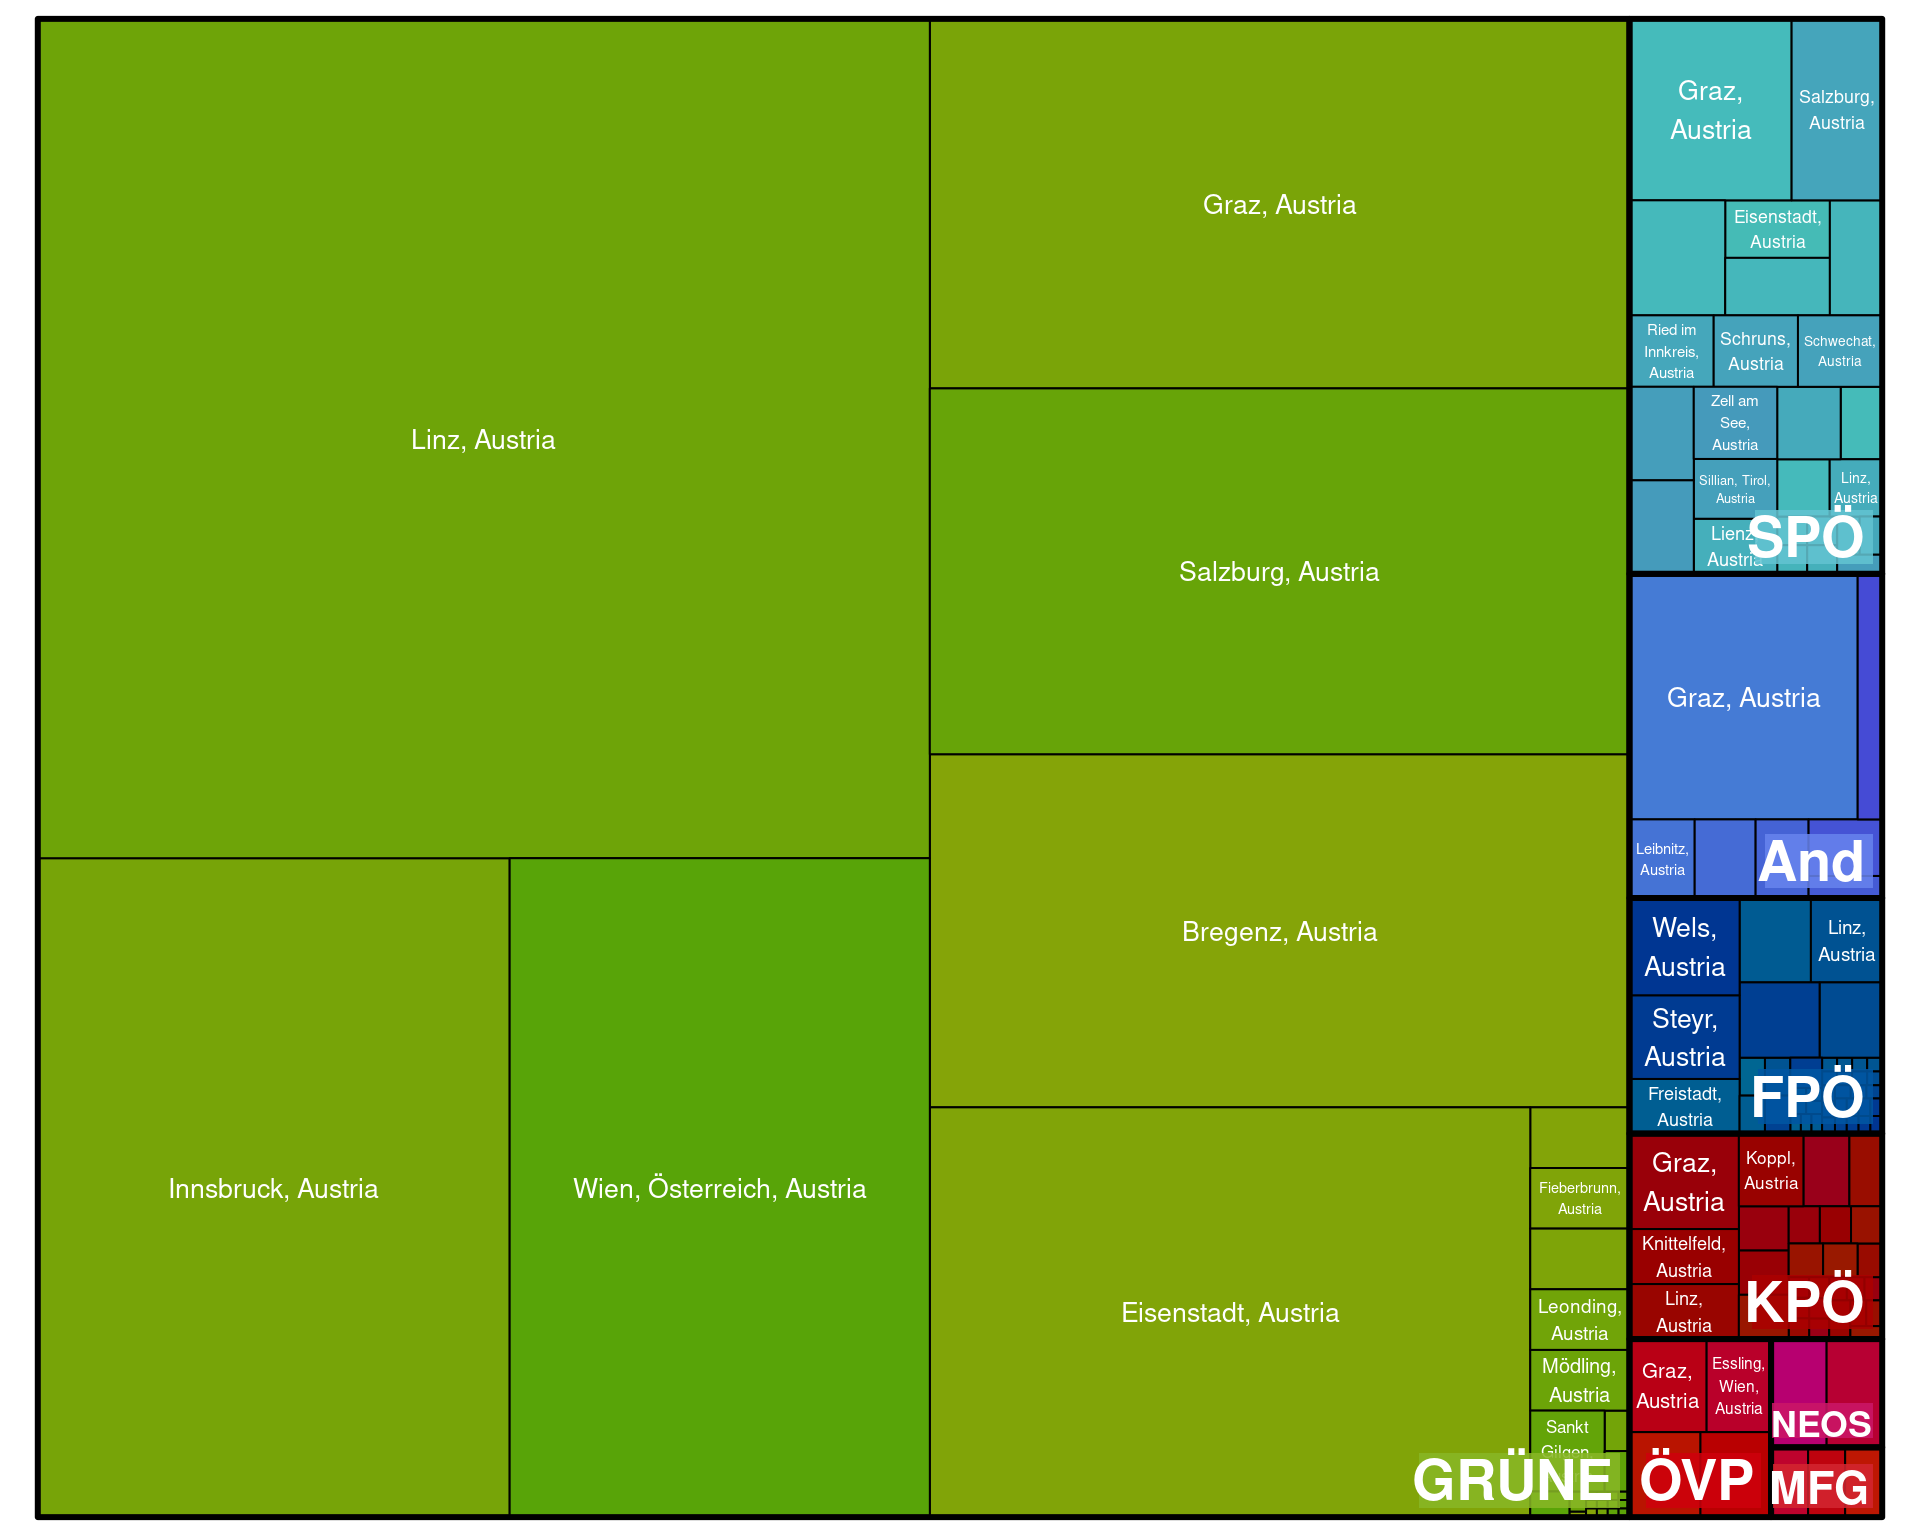 Linz, Austria
Innsbruck, Austria
Wien, Österreich, Austria
Graz, Austria
Salzburg, Austria
Bregenz, Austria
Eisenstadt, Austria
Fieberbrunn,
Austria
Leonding,
Austria
Mödling,
Austria
Sankt
Gilgen,
GRÜNE
Graz,
Austria
Salzburg,
Austria
Eisenstadt,
Austria
Ried im
Innkreis,
Austria
Schruns,
Austria
Schwechat,
Austria
Zell am
See,
Austria
Sillian, Tirol,
Austria
Linz,
Austria
Lienz,
Austria
SPÖ
Graz, Austria
Leibnitz,
Austria
And
Wels,
Austria
Linz,
Austria
Steyr,
Austria
Freistadt,
Austria
FPÖ
Graz,
Austria
Koppl,
Austria
Knittelfeld,
Austria
Linz,
Austria
KPÖ
Graz,
Austria
Essling,
Wien,
Austria
ÖVP
NEOS
MFG